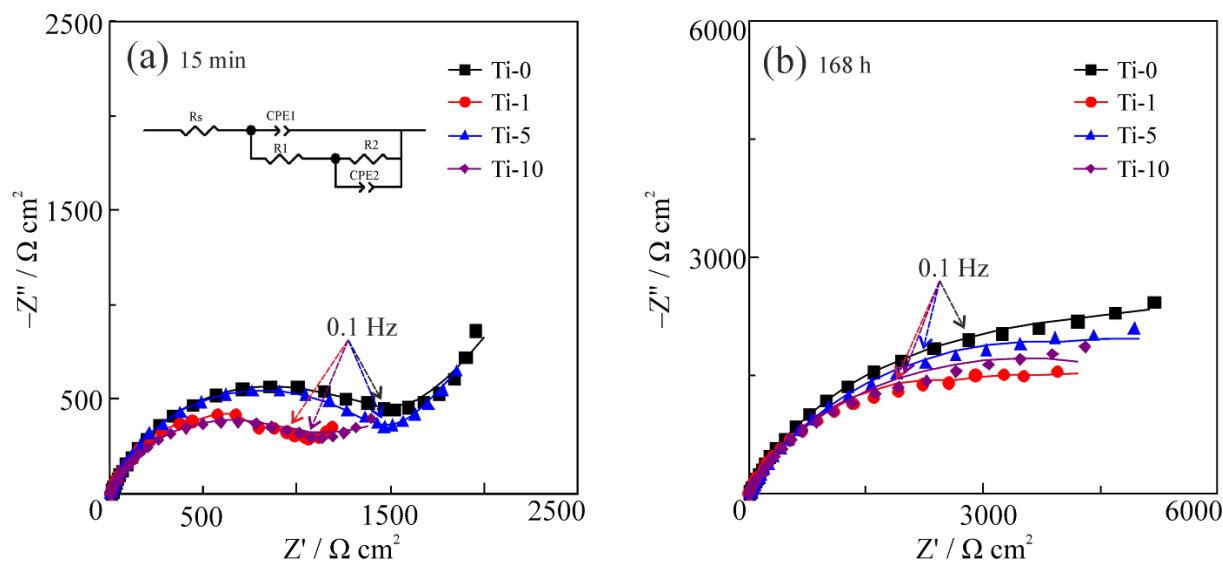 (a) 15 min
Ti-0
Ti-1
Ti-5
Ti-10
Rs
CPE1
R1
R2
CPE2
0.1 Hz
2500
1500
500
0
500
1500
2500
–Z'' / Ω cm²
Z' / Ω cm²
(b) 168 h
Ti-0
Ti-1
Ti-5
Ti-10
0.1 Hz
6000
3000
0
3000
6000
–Z'' / Ω cm²
Z' / Ω cm²